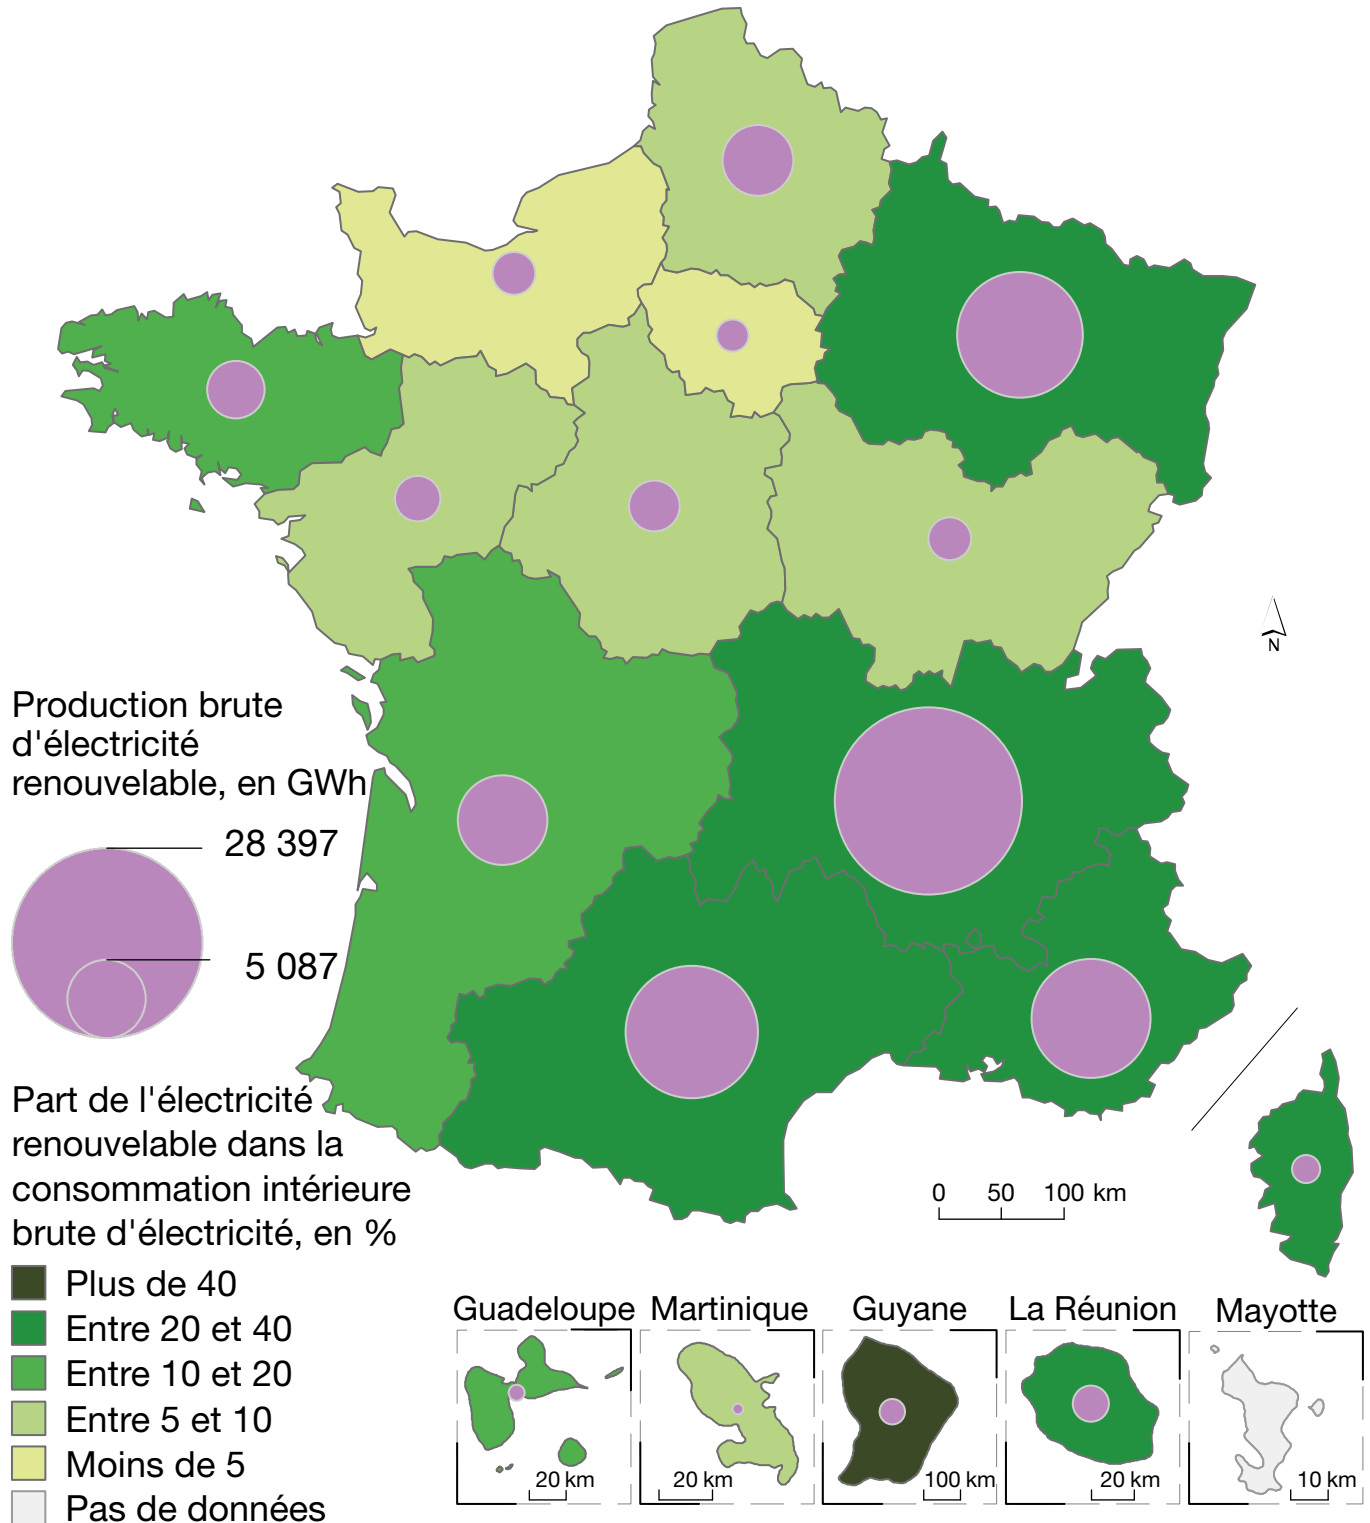 N
Production brute
d'électricité
renouvelable, en GWh
28 397
5 087
Part de l'électricité
renouvelable dans la
consommation intérieure
brute d'électricité, en %
Plus de 40
Entre 20 et 40
Entre 10 et 20
Entre 5 et 10
Moins de 5
Pas de données
0 50 100 km
Guadeloupe Martinique Guyane La Réunion Mayotte
20 km 20 km 100 km 20 km 10 km